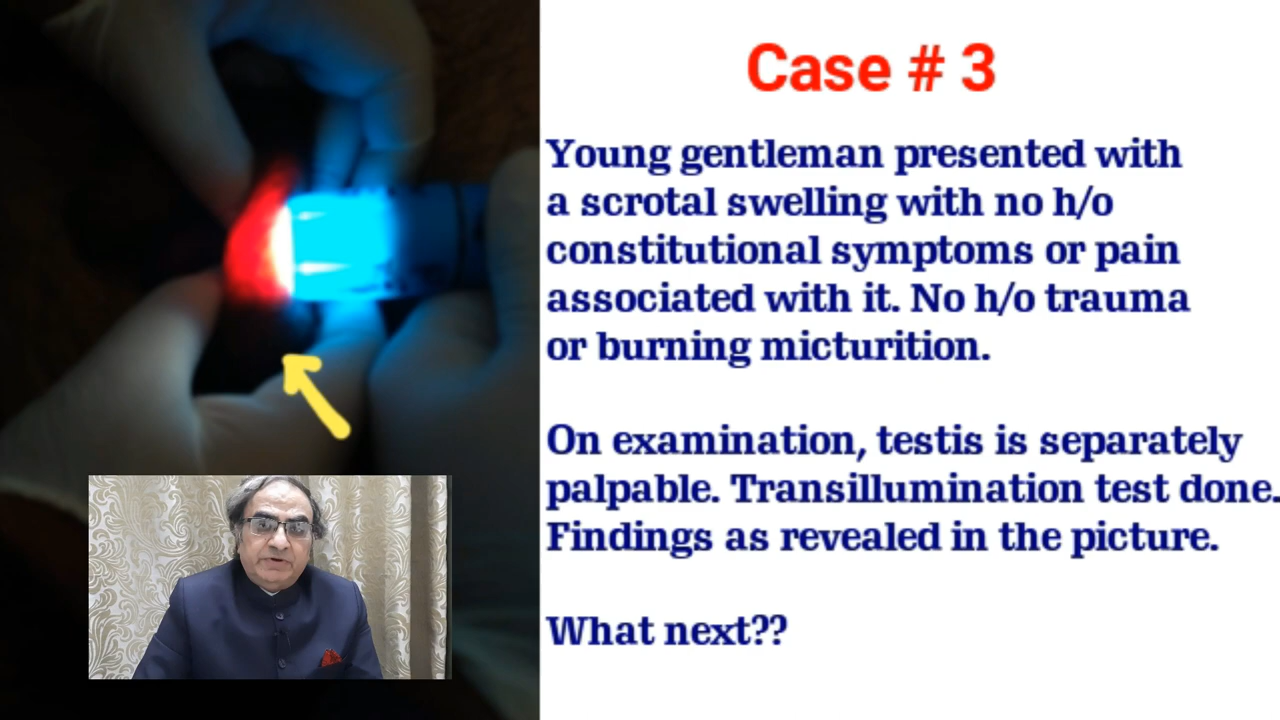 Case # 3
Young gentleman presented with
a scrotal swelling with no h/o
constitutional symptoms or pain
associated with it. No h/o trauma
or burning micturition.
On examination, testis is separately
palpable. Transillumination test done.
Findings as revealed in the picture.
What next??